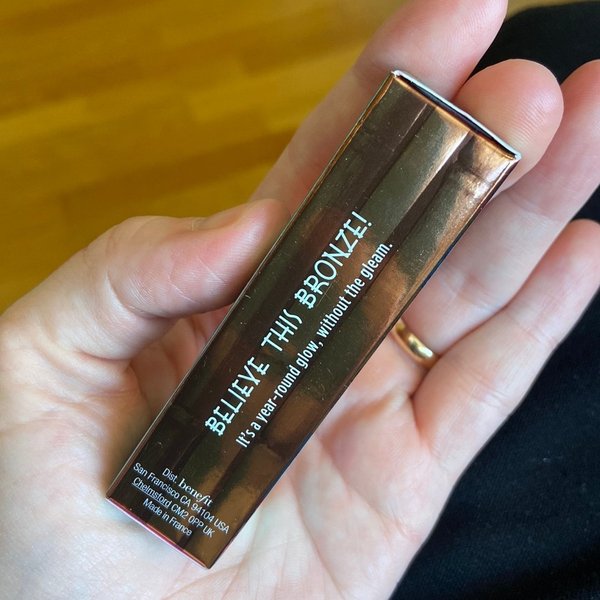 BELIEVE THIS BRONZE!
It's a year-round glow, without the gleam.
Dist. benefit
San Francisco CA 94104 USA
Chelmsford CM2 0PP UK
Made in France